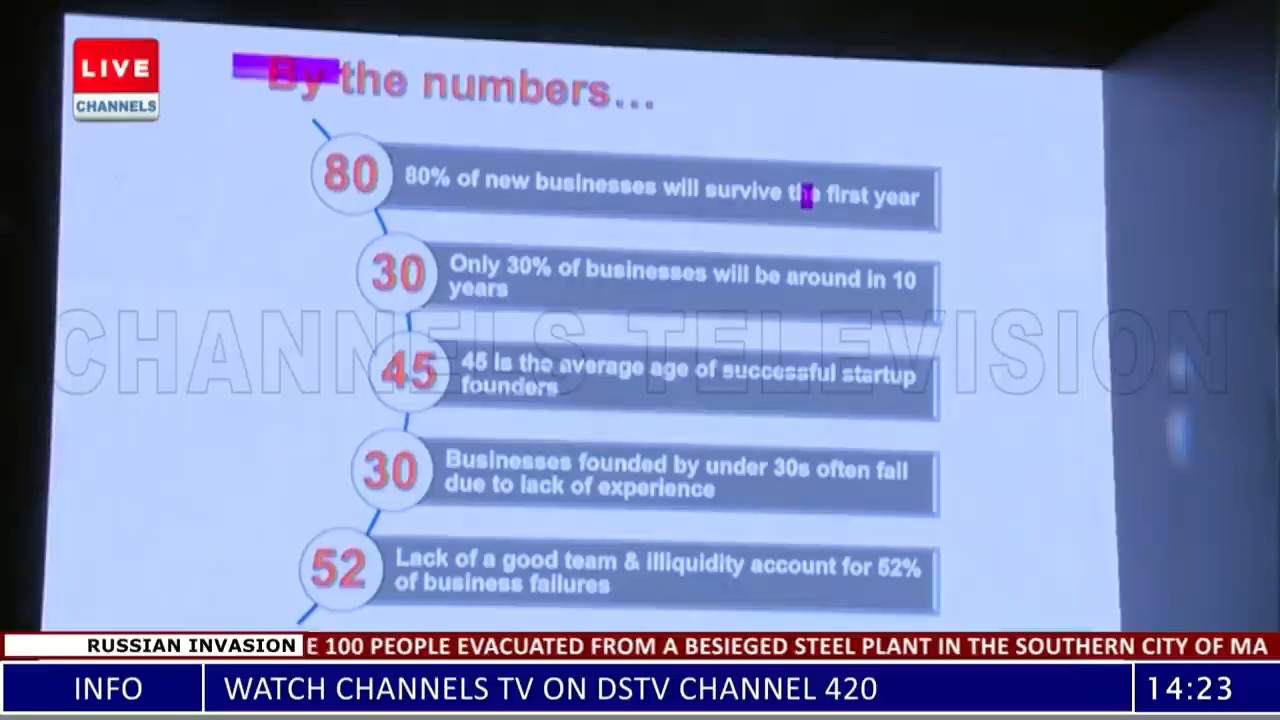 LIVE
CHANNELS
By the numbers...
80
80% of new businesses will survive the first year
30
Only 30% of businesses will be around in 10
years
45
45 is the average age of successful startup
founders
30
Businesses founded by under 30s often fail
due to lack of experience
52
Lack of a good team & illiquidity account for 52%
of business failures
CHANNELS TELEVISION
RUSSIAN INVASION
E 100 PEOPLE EVACUATED FROM A BESIEGED STEEL PLANT IN THE SOUTHERN CITY OF MA
INFO
WATCH CHANNELS TV ON DSTV CHANNEL 420
14:23